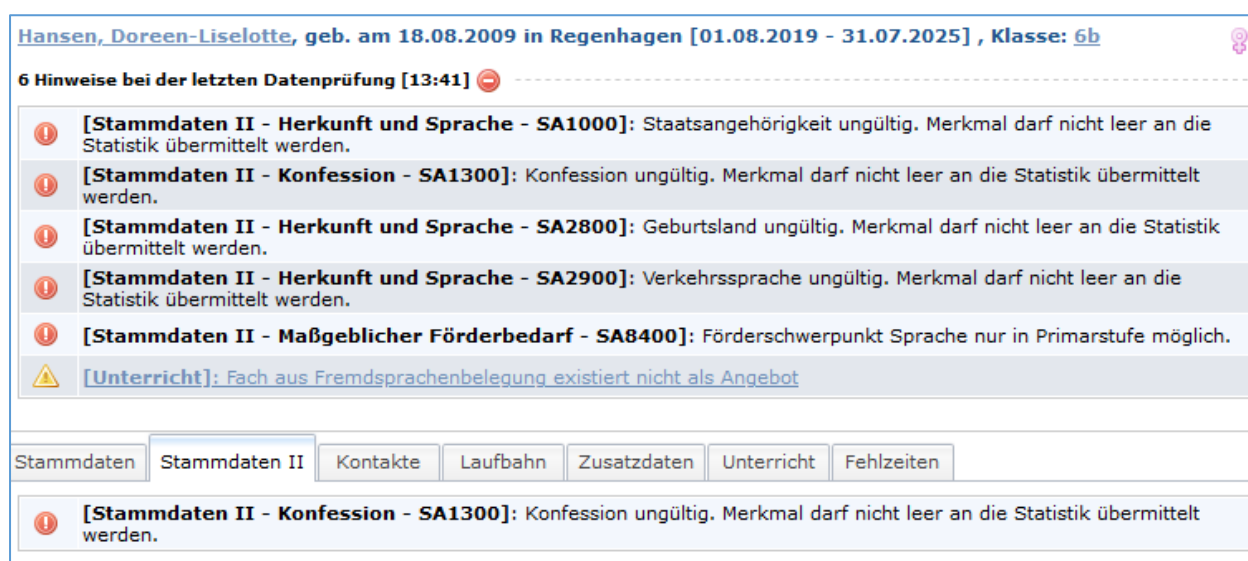 Hansen, Doreen-Liselotte, geb. am 18.08.2009 in Regenhagen [01.08.2019 - 31.07.2025] , Klasse: 6b
6 Hinweise bei der letzten Datenprüfung [13:41]
[Stammdaten II - Herkunft und Sprache - SA1000]: Staatsangehörigkeit ungültig. Merkmal darf nicht leer an die
Statistik übermittelt werden.
[Stammdaten II - Konfession - SA1300]: Konfession ungültig. Merkmal darf nicht leer an die Statistik übermittelt
werden.
[Stammdaten II - Herkunft und Sprache - SA2800]: Geburtsland ungültig. Merkmal darf nicht leer an die Statistik
übermittelt werden.
[Stammdaten II - Herkunft und Sprache - SA2900]: Verkehrssprache ungültig. Merkmal darf nicht leer an die
Statistik übermittelt werden.
[Stammdaten II - Maßgeblicher Förderbedarf - SA8400]: Förderschwerpunkt Sprache nur in Primarstufe möglich.
[Unterricht]: Fach aus Fremdsprachenbelegung existiert nicht als Angebot
Stammdaten Stammdaten II Kontakte Laufbahn Zusatzdaten Unterricht Fehlzeiten
[Stammdaten II - Konfession - SA1300]: Konfession ungültig. Merkmal darf nicht leer an die Statistik übermittelt
werden.